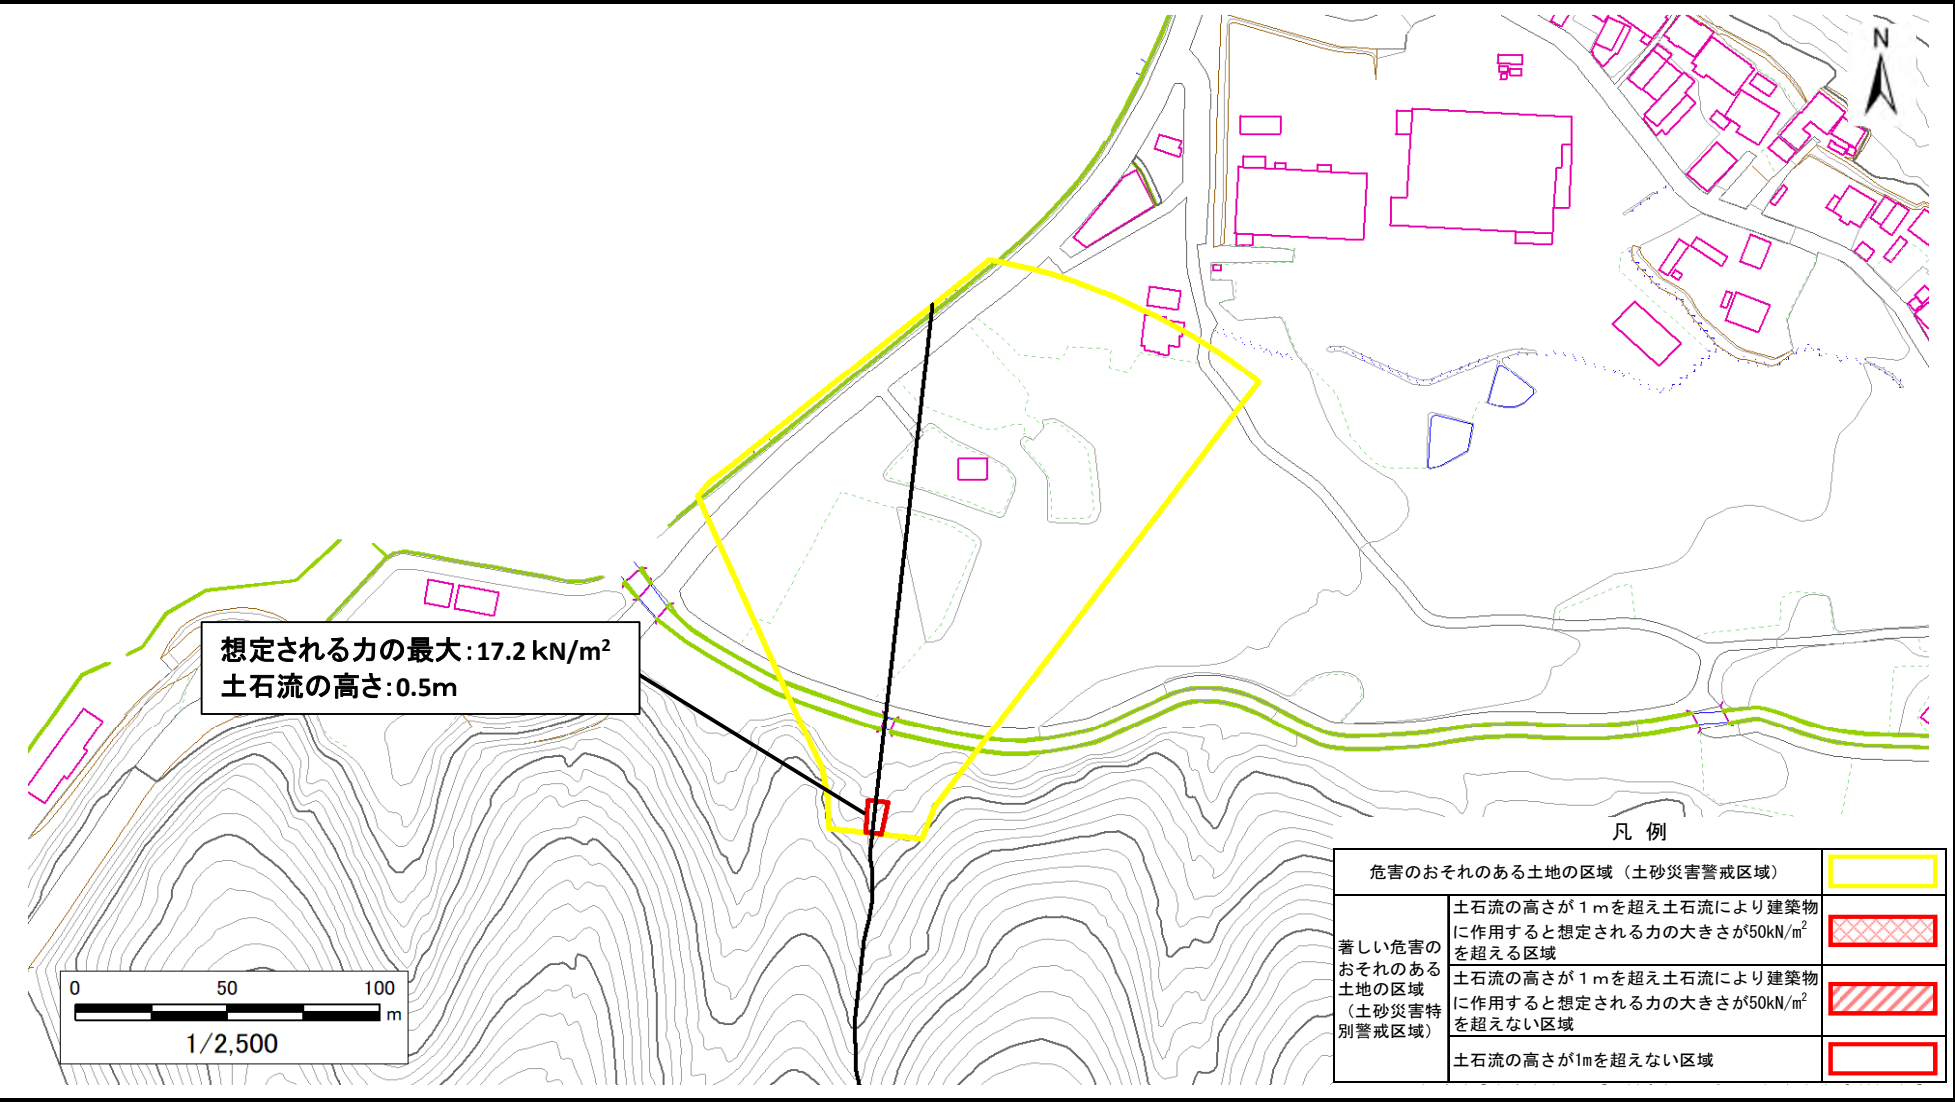 N
想定される力の最大:17.2 kN/m²
土石流の高さ:0.5m
0 50 100
m
1/2,500
凡 例
危害のおそれのある土地の区域（土砂災害警戒区域）
著しい危害の
おそれのある
土地の区域
（土砂災害特
別警戒区域）
土石流の高さが１ｍを超え土石流により建築物
に作用すると想定される力の大きさが50kN/m²
を超える区域
土石流の高さが１ｍを超え土石流により建築物
に作用すると想定される力の大きさが50kN/m²
を超えない区域
土石流の高さが1mを超えない区域